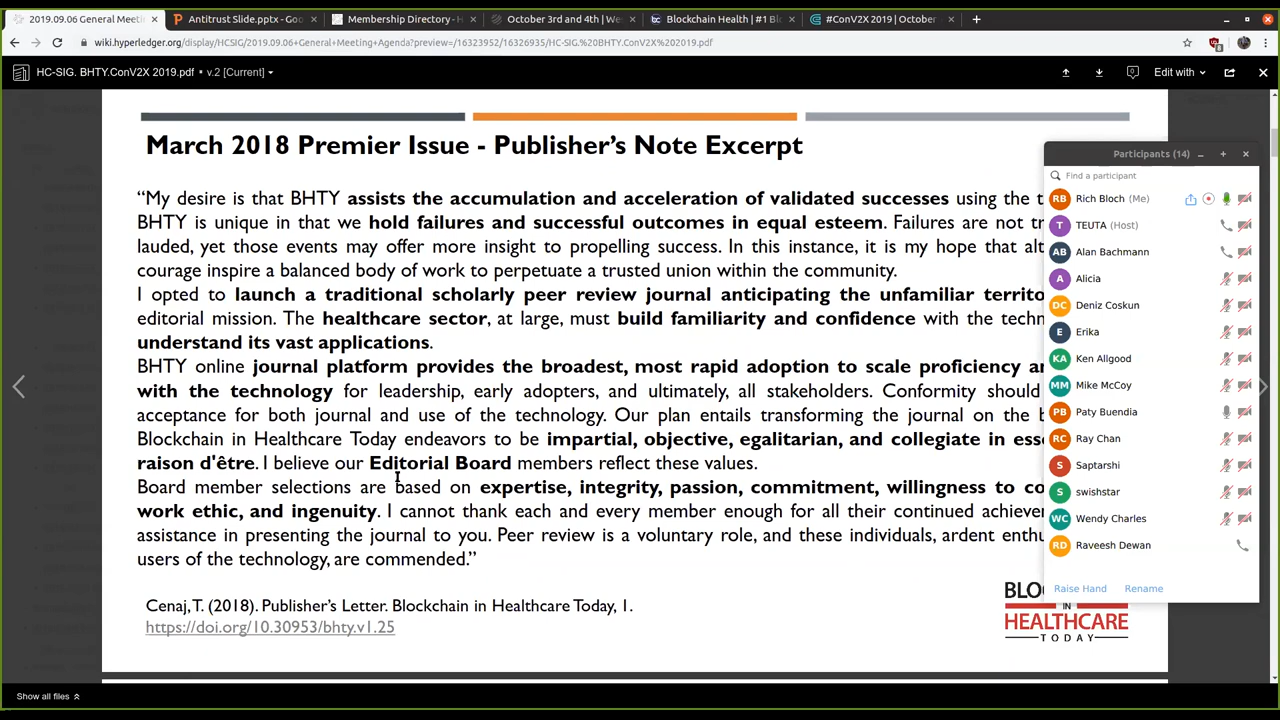 2019.09.06 General Meeti
Antitrust Slide.pptx - Goo
Membership Directory - H
October 3rd and 4th | We
Blockchain Health | #1 Bl
#ConV2X 2019 | October
wiki.hyperledger.org/display/HCSIG/2019.09.06+General+Meeting+Agenda?preview=/16323952/16326935/HC-SIG.%20BHTY.ConV2X%202019.pdf
HC-SIG. BHTY.ConV2X 2019.pdf • v.2 [Current]
Edit with
March 2018 Premier Issue - Publisher's Note Excerpt
“My desire is that BHTY assists the accumulation and acceleration of validated successes using the t
BHTY is unique in that we hold failures and successful outcomes in equal esteem. Failures are not tr
lauded, yet those events may offer more insight to propelling success. In this instance, it is my hope that alt
courage inspire a balanced body of work to perpetuate a trusted union within the community.
I opted to launch a traditional scholarly peer review journal anticipating the unfamiliar territo
editorial mission. The healthcare sector, at large, must build familiarity and confidence with the techn
understand its vast applications.
BHTY online journal platform provides the broadest, most rapid adoption to scale proficiency an
with the technology for leadership, early adopters, and ultimately, all stakeholders. Conformity should
acceptance for both journal and use of the technology. Our plan entails transforming the journal on the b
Blockchain in Healthcare Today endeavors to be impartial, objective, egalitarian, and collegiate in esse
raison d'être. I believe our Editorial Board members reflect these values.
Board member selections are based on expertise, integrity, passion, commitment, willingness to co
work ethic, and ingenuity. I cannot thank each and every member enough for all their continued achieve
assistance in presenting the journal to you. Peer review is a voluntary role, and these individuals, ardent enthu
users of the technology, are commended.”
Cenaj, T. (2018). Publisher's Letter. Blockchain in Healthcare Today, 1.
https://doi.org/10.30953/bhty.v1.25
BLO
IN
HEALTHCARE
TODAY
Participants (14)
Find a participant
RB Rich Bloch (Me)
T TEUTA (Host)
AB Alan Bachmann
A Alicia
DC Deniz Coskun
E Erika
KA Ken Allgood
MM Mike McCoy
PB Paty Buendia
RC Ray Chan
S Saptarshi
S swishstar
WC Wendy Charles
RD Raveesh Dewan
Raise Hand
Rename
Show all files